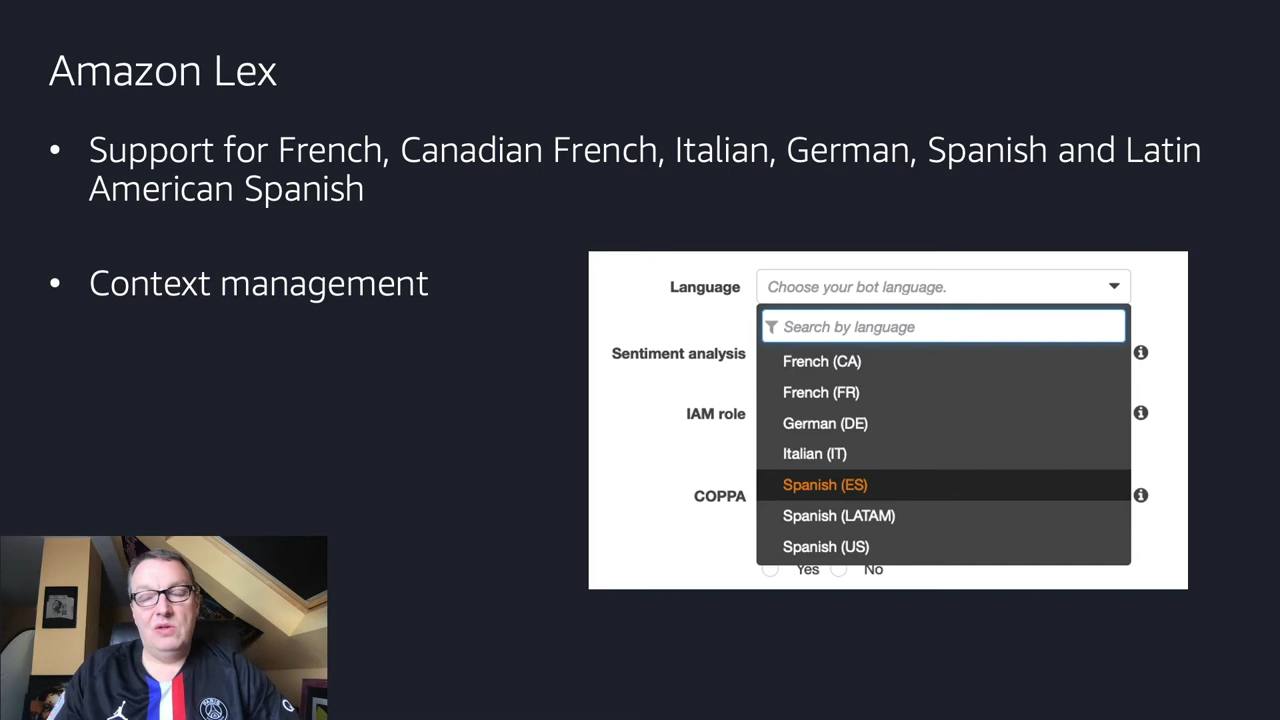 Amazon Lex
• Support for French, Canadian French, Italian, German, Spanish and Latin
American Spanish
• Context management
Language
Choose your bot language.
Search by language
Sentiment analysis
French (CA)
French (FR)
IAM role
German (DE)
Italian (IT)
COPPA
Spanish (ES)
Spanish (LATAM)
Spanish (US)
Yes No
PARIS